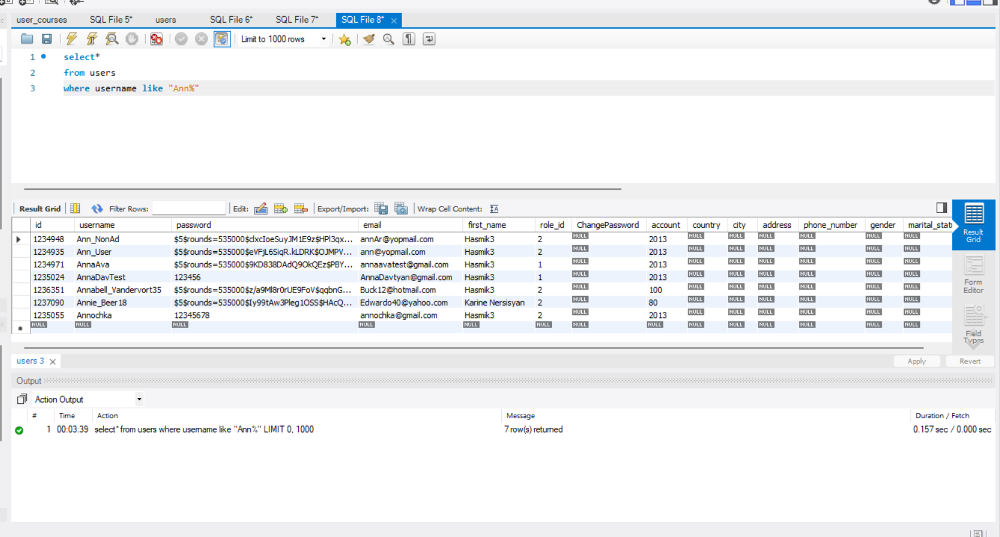 user_courses SQL File 5* users SQL File 6* SQL File 7* SQL File 8*
Limit to 1000 rows
1 select*
2 from users
3 where username like "Ann%"
Result Grid Filter Rows: Edit: Export/Import: Wrap Cell Content:
id username password email first_name role_id ChangePassword account country city address phone_number gender marital_stat
1234948 Ann_NonAd $5$rounds=535000$dxcIoeSuyJM1E9z$HPl3qx... annAr@yopmail.com Hasmik3 2 NULL 2013 NULL NULL NULL NULL NULL NULL
1234935 Ann_User $5$rounds=535000$eVFjL6SiqR.kLDRK$OJMPV... ann@yopmail.com Hasmik3 2 NULL 2013 NULL NULL NULL NULL NULL NULL
1234971 AnnaAva $5$rounds=535000$9KD838DAdQ9OkQEz$PBY... annaavatest@gmail.com Hasmik3 1 NULL 2013 NULL NULL NULL NULL NULL NULL
1235024 AnnaDavTest 123456 AnnaDavtyan@gmail.com Hasmik3 1 NULL 2013 NULL NULL NULL NULL NULL NULL
1236351 Annabell_Vandervort35 $5$rounds=535000$z/a9Ml8r0rUE9FoV$qqbnG... Buck12@hotmail.com Hasmik3 2 NULL 100 NULL NULL NULL NULL NULL NULL
1237090 Annie_Beer18 $5$rounds=535000$Iy99tAw3Pleg1OSS$HAcQ... Edwardo40@yahoo.com Karine Nersisyan 2 NULL 80 NULL NULL NULL NULL NULL NULL
1235055 Annochka 12345678 annochka@gmail.com Hasmik3 2 NULL 2013 NULL NULL NULL NULL NULL NULL
NULL NULL NULL NULL NULL NULL NULL NULL NULL NULL NULL NULL NULL NULL
Result
Grid
Form
Editor
Field
Types
users 3 Apply Revert
Output
Action Output
# Time Action Message Duration / Fetch
1 00:03:39 select* from users where username like "Ann%" LIMIT 0, 1000 7 row(s) returned 0.157 sec / 0.000 sec